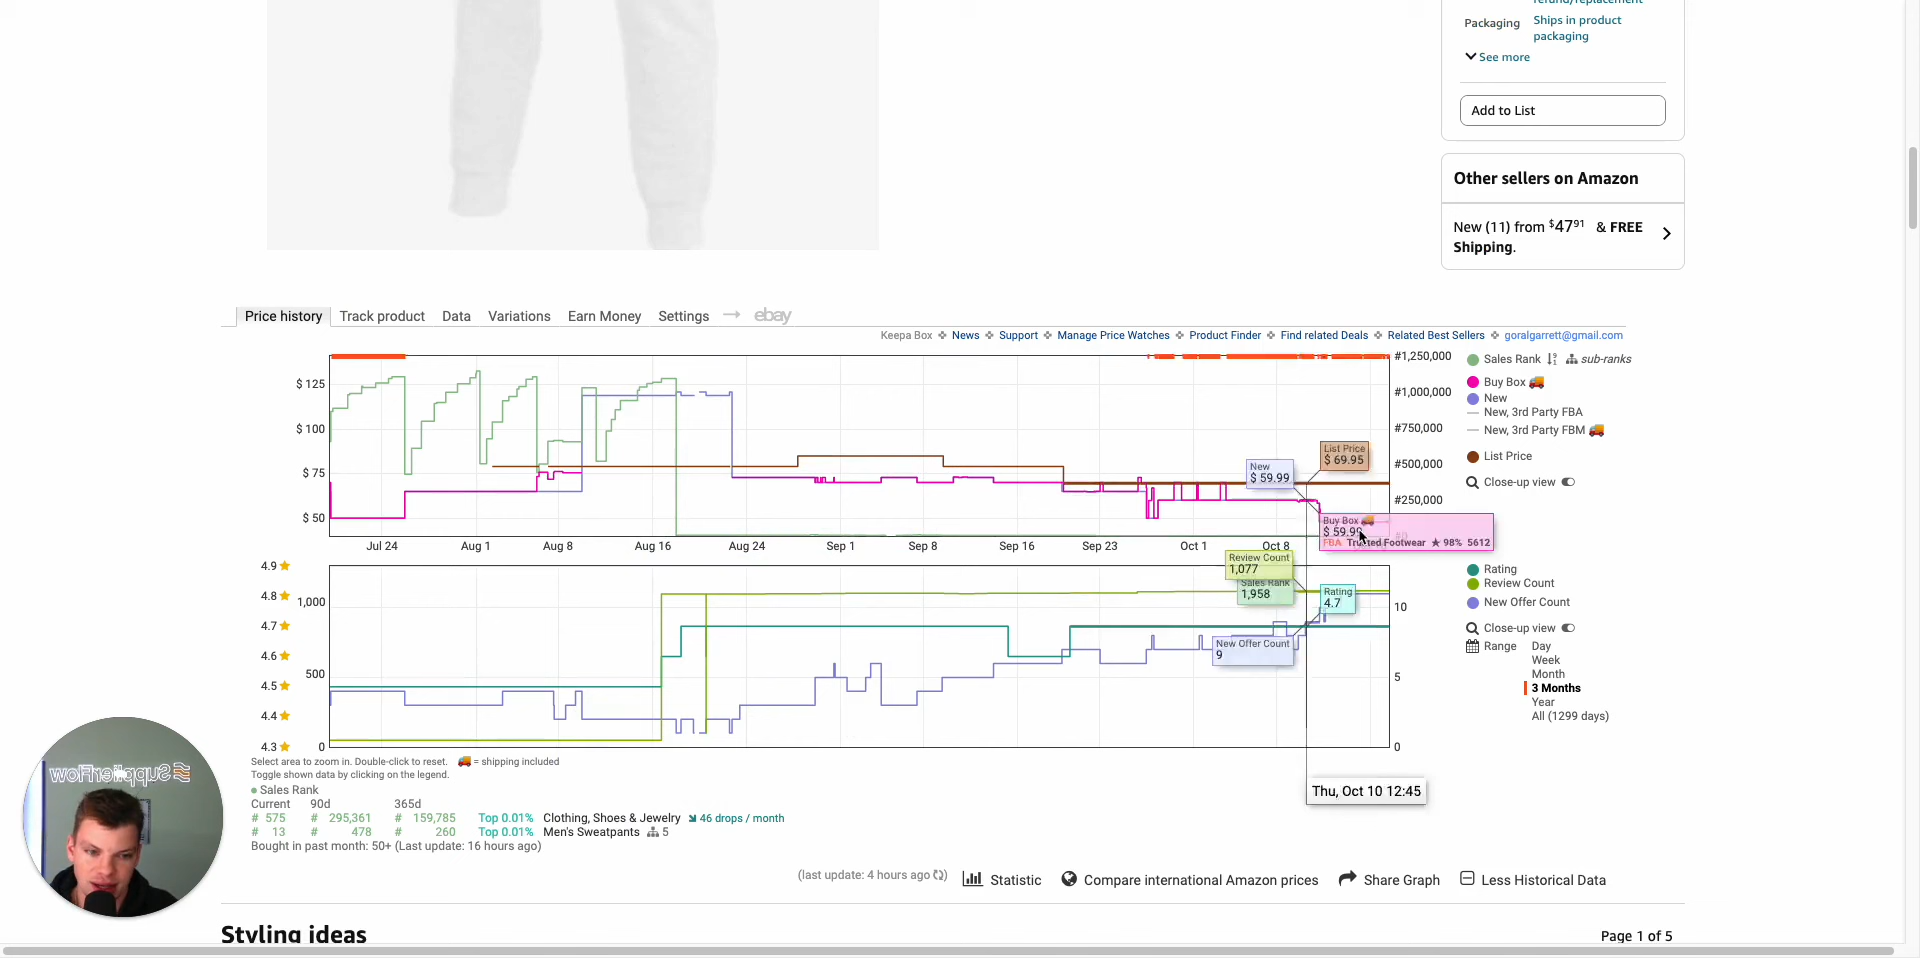 refund/replacement
Packaging
Ships in product
packaging
See more
Add to List
Other sellers on Amazon
New (11) from $47⁹¹ & FREE
Shipping.
Price history
Track product
Data
Variations
Earn Money
Settings
ebay
Keepa Box
News
Support
Manage Price Watches
Product Finder
Find related Deals
Related Best Sellers
goralgarrett@gmail.com
$ 125
$ 100
$ 75
$ 50
#1,250,000
#1,000,000
#750,000
#500,000
#250,000
#0
Sales Rank
sub-ranks
Buy Box
New
New, 3rd Party FBA
New, 3rd Party FBM
List Price
Close-up view
List Price
$ 69.95
New
$ 59.99
Buy Box
$ 59.99
FBA Trusted Footwear ★ 98% 5612
Jul 24
Aug 1
Aug 8
Aug 16
Aug 24
Sep 1
Sep 8
Sep 16
Sep 23
Oct 1
Oct 8
Review Count
1,077
Sales Rank
1,958
Rating
4.7
New Offer Count
9
4.9
4.8
4.7
4.6
4.5
4.4
4.3
1,000
500
0
10
5
0
Rating
Review Count
New Offer Count
Close-up view
Range
Day
Week
Month
3 Months
Year
All (1299 days)
Thu, Oct 10 12:45
Select area to zoom in. Double-click to reset. = shipping included
Toggle shown data by clicking on the legend.
Sales Rank
Current 90d 365d
# 575 # 295,361 # 159,785 Top 0.01% Clothing, Shoes & Jewelry 46 drops / month
# 13 # 478 # 260 Top 0.01% Men's Sweatpants 5
Bought in past month: 50+ (Last update: 16 hours ago)
(last update: 4 hours ago)
Statistic
Compare international Amazon prices
Share Graph
Less Historical Data
Styling ideas
Page 1 of 5
SupplierFlow